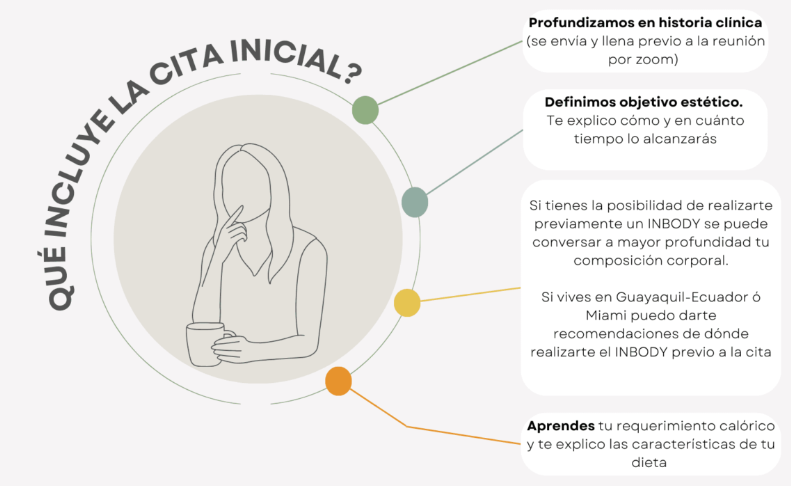 QUÉ INCLUYE LA CITA INICIAL?
Profundizamos en historia clínica
(se envía y llena previo a la reunión
por zoom)
Definimos objetivo estético.
Te explico cómo y en cuánto
tiempo lo alcanzarás
Si tienes la posibilidad de realizarte
previamente un INBODY se puede
conversar a mayor profundidad tu
composición corporal.
Si vives en Guayaquil-Ecuador ó
Miami puedo darte
recomendaciones de dónde
realizarte el INBODY previo a la cita
Aprendes tu requerimiento calórico
y te explico las características de tu
dieta